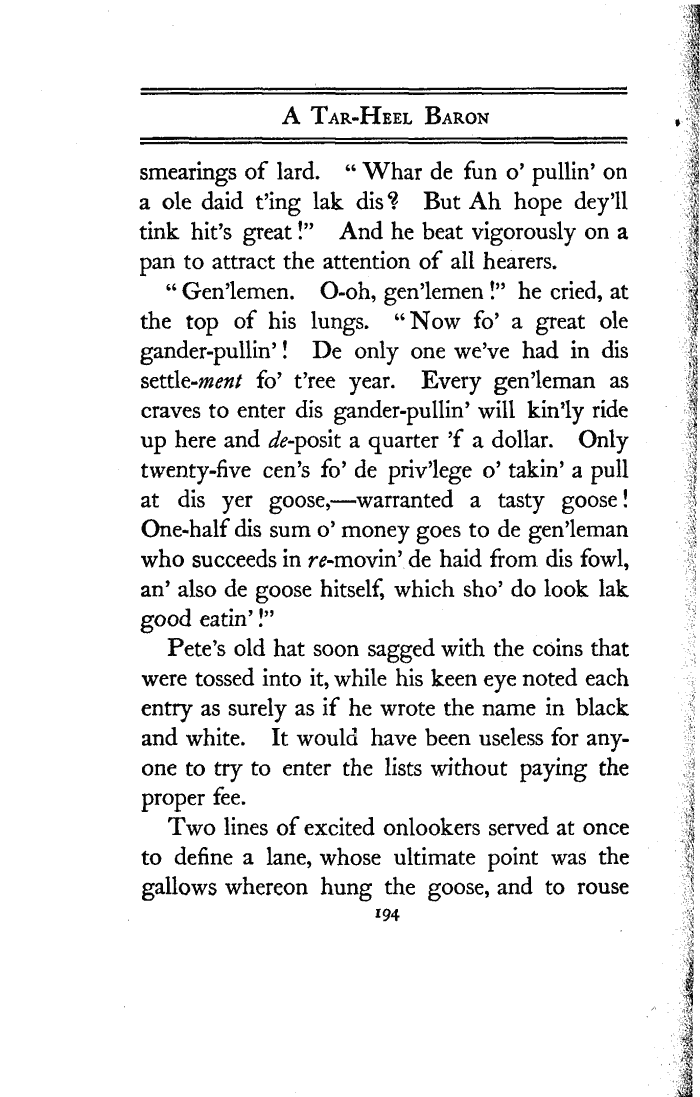 A Tar-Heel Baron
smearings of lard. “Whar de fun o’ pullin’ on
a ole daid t’ing lak dis? But Ah hope dey’ll
tink hit’s great!” And he beat vigorously on a
pan to attract the attention of all hearers.
“Gen’lemen. O-oh, gen’lemen!” he cried, at
the top of his lungs. “Now fo’ a great ole
gander-pullin’! De only one we’ve had in dis
settle-ment fo’ t’ree year. Every gen’leman as
craves to enter dis gander-pullin’ will kin’ly ride
up here and de-posit a quarter ’f a dollar. Only
twenty-five cen’s fo’ de priv’lege o’ takin’ a pull
at dis yer goose,—warranted a tasty goose!
One-half dis sum o’ money goes to de gen’leman
who succeeds in re-movin’ de haid from dis fowl,
an’ also de goose hitself, which sho’ do look lak
good eatin’!”
Pete’s old hat soon sagged with the coins that
were tossed into it, while his keen eye noted each
entry as surely as if he wrote the name in black
and white. It would have been useless for any-
one to try to enter the lists without paying the
proper fee.
Two lines of excited onlookers served at once
to define a lane, whose ultimate point was the
gallows whereon hung the goose, and to rouse
194